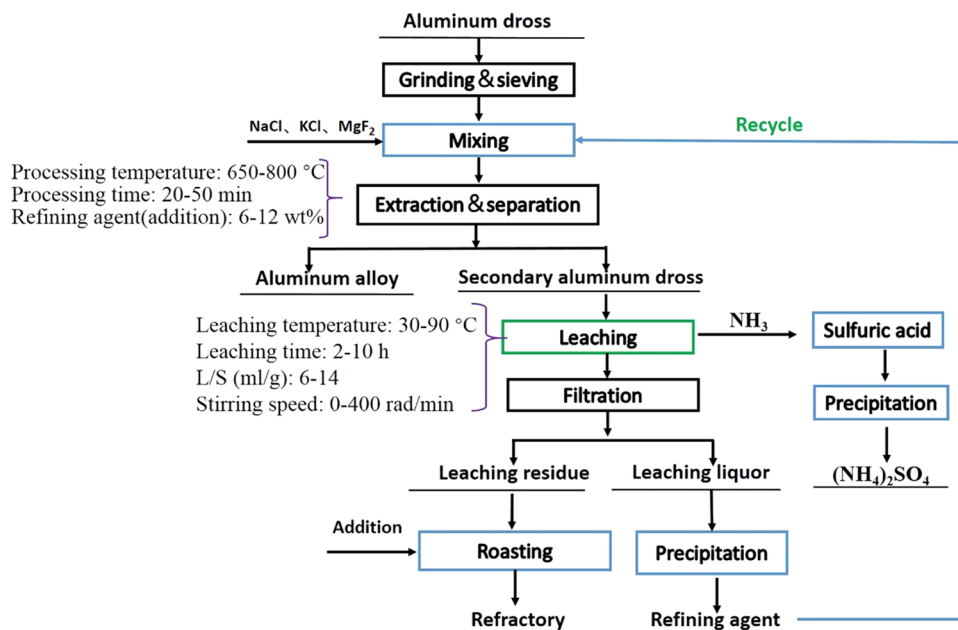 Aluminum dross
Grinding & sieving
NaCl、KCl、MgF₂
Mixing
Recycle
Processing temperature: 650-800 °C
Processing time: 20-50 min
Refining agent(addition): 6-12 wt%
Extraction & separation
Aluminum alloy
Secondary aluminum dross
Leaching temperature: 30-90 °C
Leaching time: 2-10 h
L/S (ml/g): 6-14
Stirring speed: 0-400 rad/min
Leaching
NH₃
Sulfuric acid
Filtration
Precipitation
(NH₄)₂SO₄
Leaching residue
Leaching liquor
Addition
Roasting
Precipitation
Refractory
Refining agent